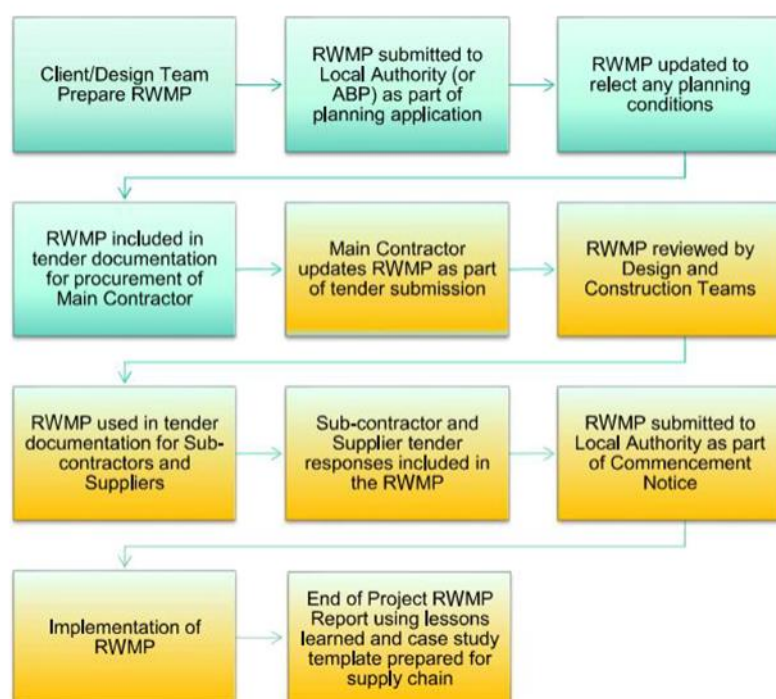 Client/Design Team
Prepare RWMP
RWMP submitted to
Local Authority (or
ABP) as part of
planning application
RWMP updated to
relect any planning
conditions
RWMP included in
tender documentation
for procurement of
Main Contractor
Main Contractor
updates RWMP as part
of tender submission
RWMP reviewed by
Design and
Construction Teams
RWMP used in tender
documentation for Sub-
contractors and
Suppliers
Sub-contractor and
Supplier tender
responses included in
the RWMP
RWMP submitted to
Local Authority as part
of Commencement
Notice
Implementation of
RWMP
End of Project RWMP
Report using lessons
learned and case study
template prepared for
supply chain